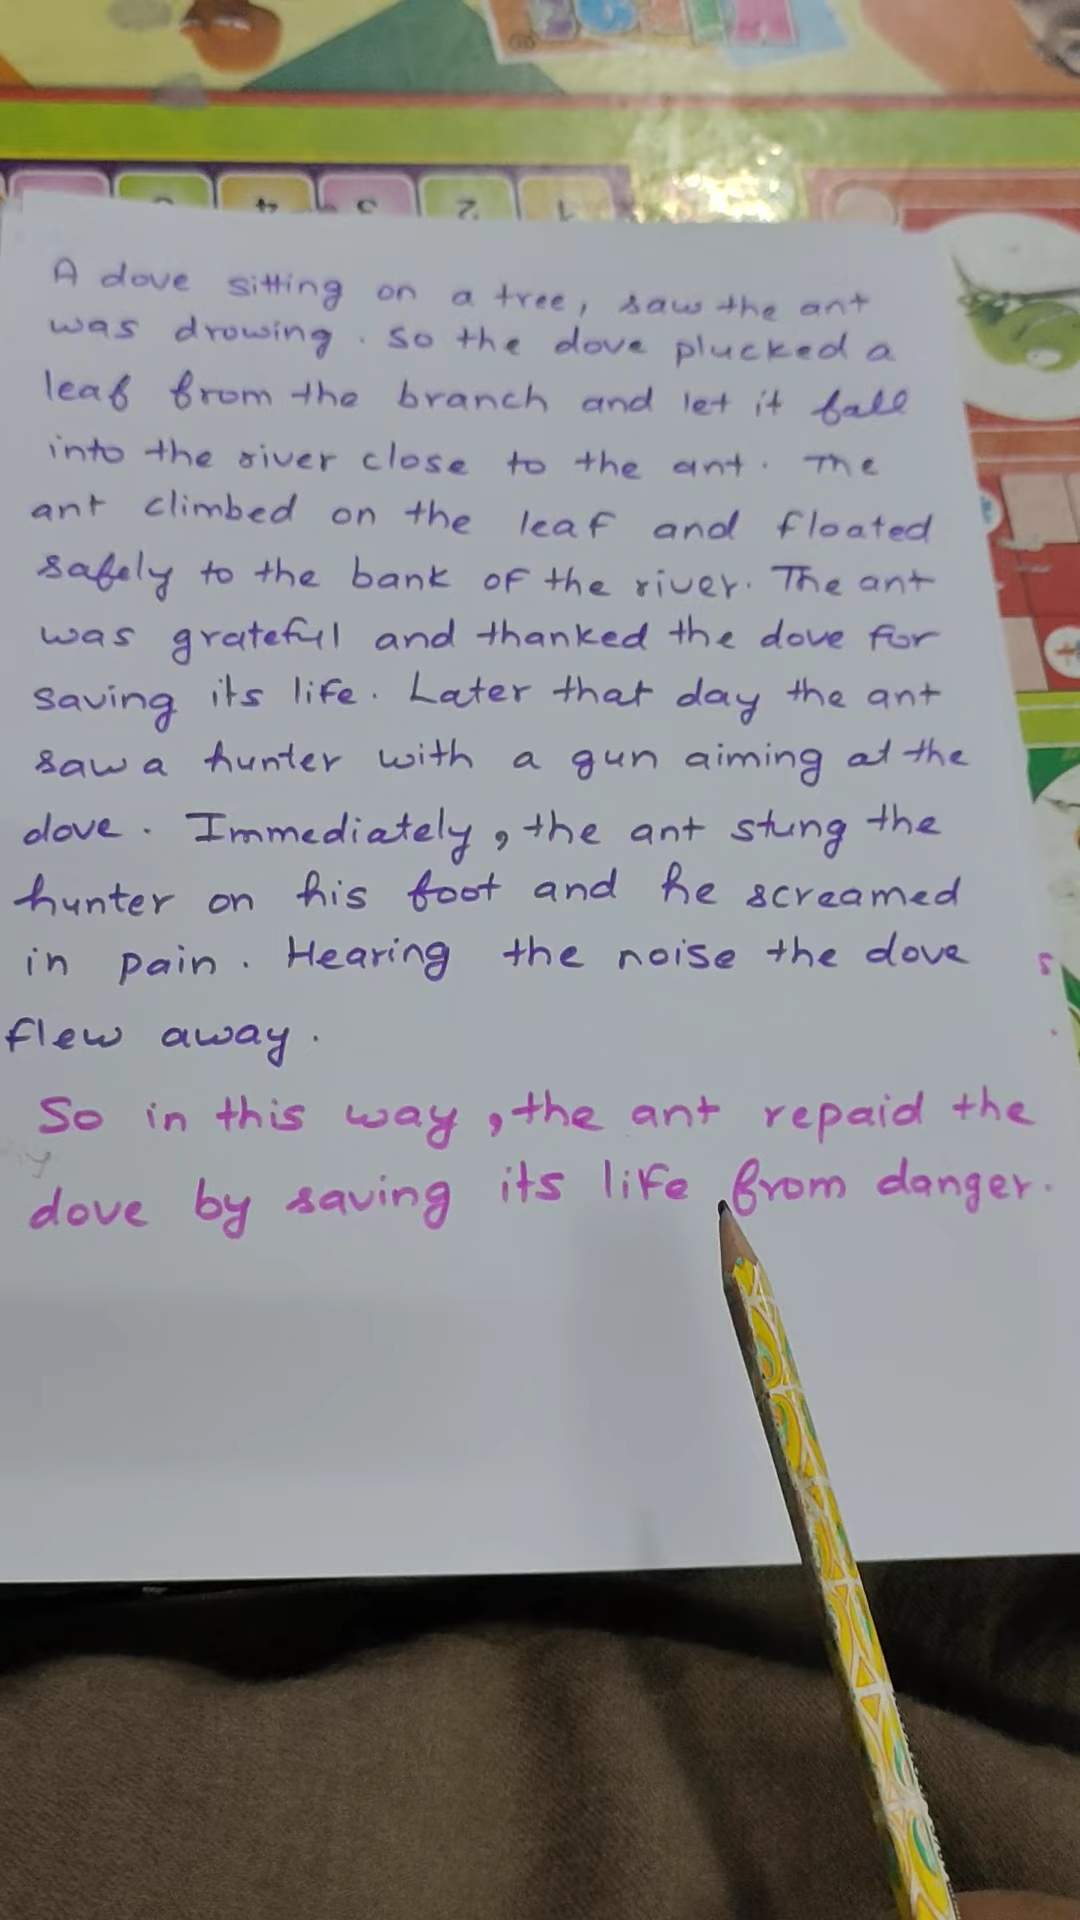 A dove sitting on a tree, saw the ant
was drowing. so the dove plucked a
leaf from the branch and let it fall
into the river close to the ant. The
ant climbed on the leaf and floated
safely to the bank of the river. The ant
was grateful and thanked the dove for
saving its life. Later that day the ant
saw a hunter with a gun aiming at the
dove. Immediately, the ant stung the
hunter on his foot and he screamed
in pain. Hearing the noise the dove
flew away.
So in this way, the ant repaid the
dove by saving its life from danger.